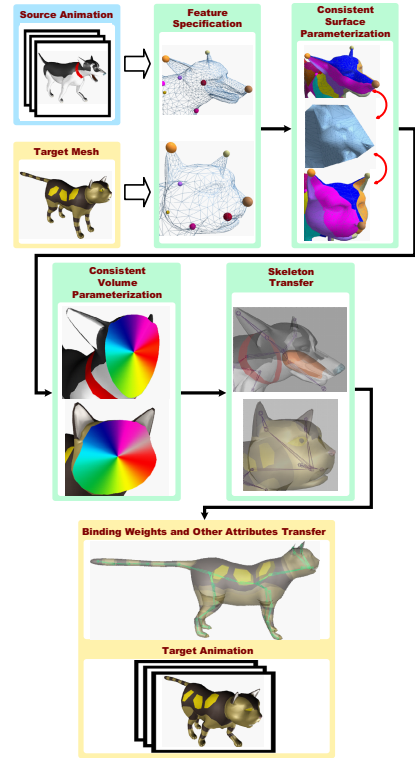 Source Animation
Feature
Specification
Consistent
Surface
Parameterization
Target Mesh
Consistent
Volume
Parameterization
Skeleton
Transfer
Binding Weights and Other Attributes Transfer
Target Animation